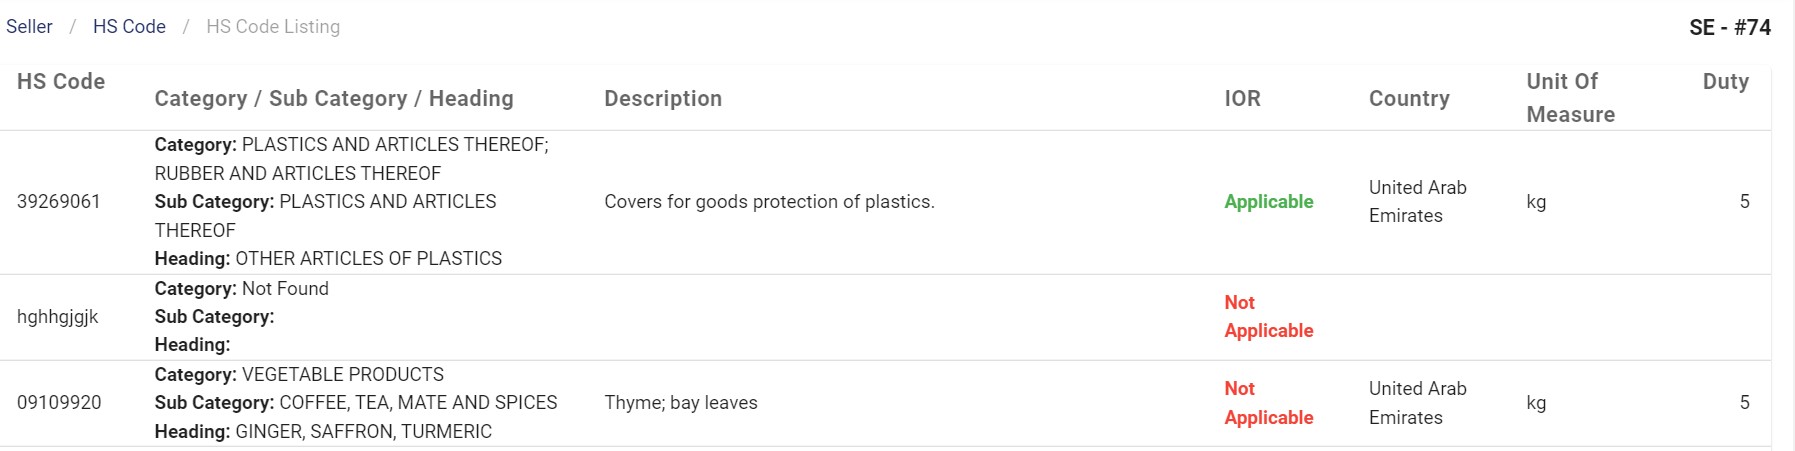 Seller / HS Code / HS Code Listing
SE - #74
HS Code
Category / Sub Category / Heading
Description
IOR
Country
Unit Of
Measure
Duty
39269061
Category: PLASTICS AND ARTICLES THEREOF;
RUBBER AND ARTICLES THEREOF
Sub Category: PLASTICS AND ARTICLES
THEREOF
Heading: OTHER ARTICLES OF PLASTICS
Covers for goods protection of plastics.
Applicable
United Arab
Emirates
kg
5
hghhgjgjk
Category: Not Found
Sub Category:
Heading:
Not
Applicable
09109920
Category: VEGETABLE PRODUCTS
Sub Category: COFFEE, TEA, MATE AND SPICES
Heading: GINGER, SAFFRON, TURMERIC
Thyme; bay leaves
Not
Applicable
United Arab
Emirates
kg
5